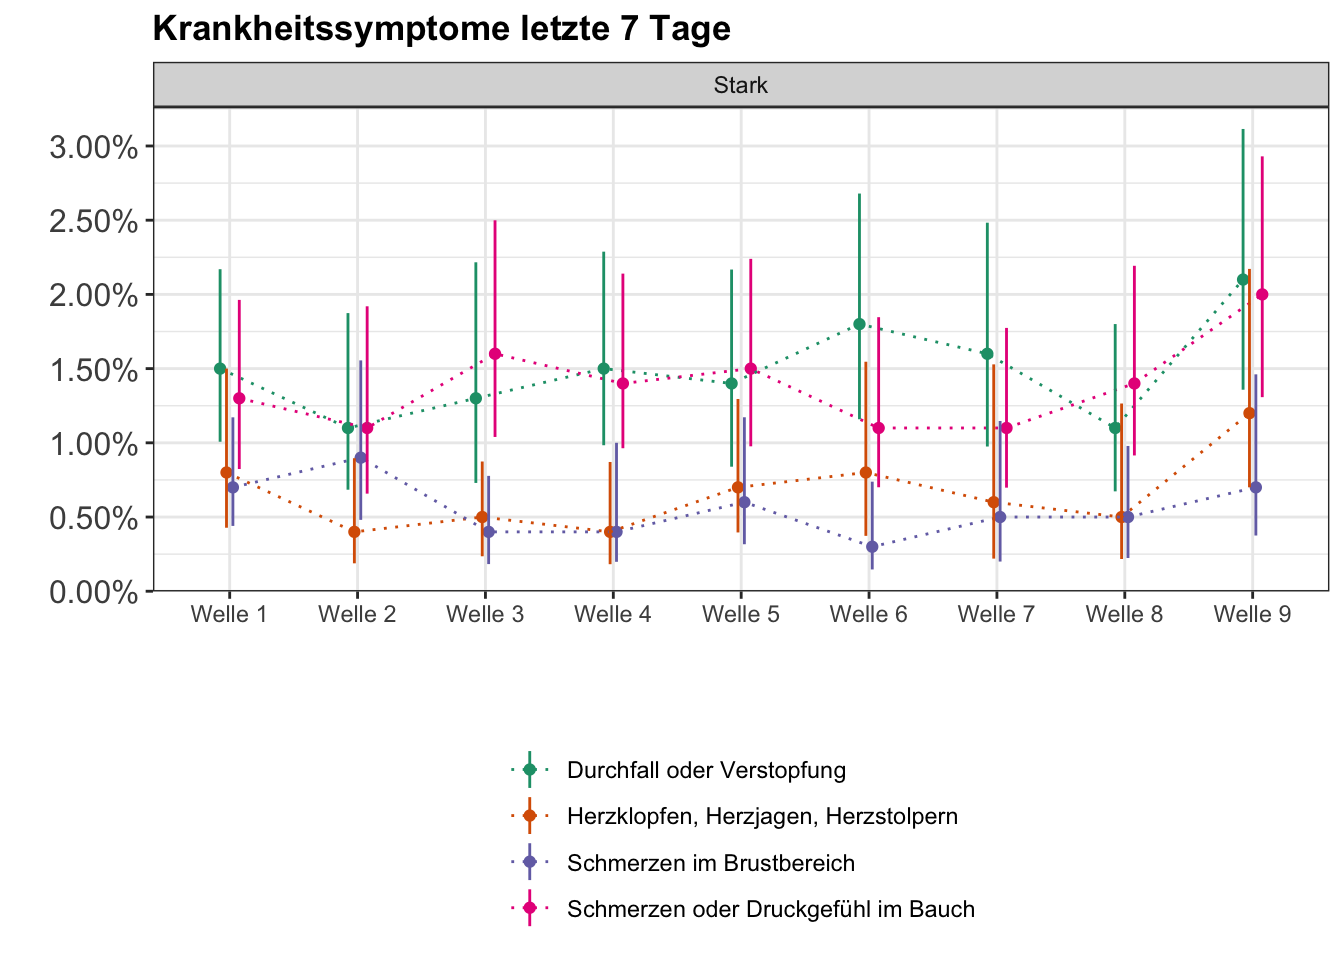 Krankheitssymptome letzte 7 Tage
Stark
3.00%
2.50%
2.00%
1.50%
1.00%
0.50%
0.00%
Welle 1 Welle 2 Welle 3 Welle 4 Welle 5 Welle 6 Welle 7 Welle 8 Welle 9
Durchfall oder Verstopfung
Herzklopfen, Herzjagen, Herzstolpern
Schmerzen im Brustbereich
Schmerzen oder Druckgefühl im Bauch